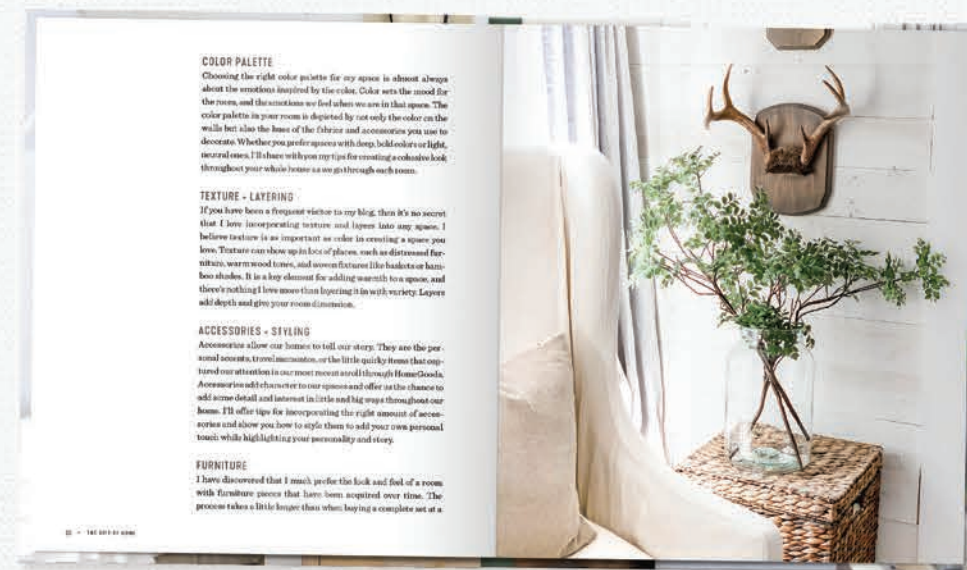 COLOR PALETTE
Choosing the right color palette for my space is almost always
about the emotions inspired by the color. Color sets the mood for
the room, and the emotions we feel when we are in that space. The
color palette in your room is depicted by not only the color on the
walls but also the hues of the fabrics and accessories you use to
decorate. Whether you prefer spaces with deep, bold colors or light,
neutral ones, I'll share with you my tips for creating a cohesive look
throughout your whole house as we go through each room.
TEXTURE + LAYERING
If you have been a frequent visitor to my blog, then it's no secret
that I love incorporating texture and layers into any space. I
believe texture is as important as color in creating a space you
love. Texture can show up in lots of places, such as distressed fur-
niture, warm wood tones, and woven fixtures like baskets or bam-
boo shades. It is a key element for adding warmth to a space, and
there's nothing I love more than layering it in with variety. Layers
add depth and give your room dimension.
ACCESSORIES + STYLING
Accessories allow our homes to tell our story. They are the per-
sonal accents, travel mementos, or the little quirky items that cap-
tured our attention in our most recent stroll through HomeGoods.
Accessories add character to our spaces and offer us the chance to
add some detail and interest in little and big ways throughout our
home. I'll offer tips for incorporating the right amount of acces-
sories and show you how to style them to add your own personal
touch while highlighting your personality and story.
FURNITURE
I have discovered that I much prefer the look and feel of a room
with furniture pieces that have been acquired over time. The
process takes a little longer than when buying a complete set at a
THE GIFT OF HOME